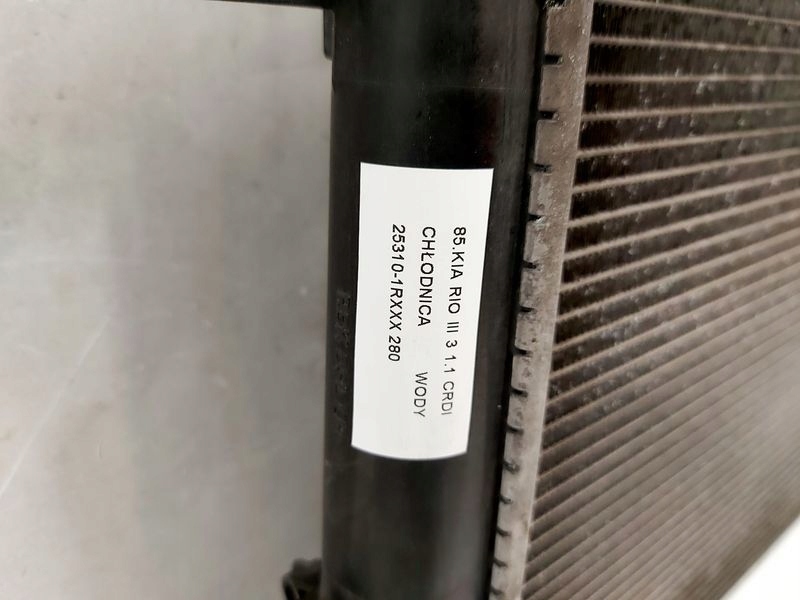 85.KIA RIO III 3 1.1 CRDI
CHŁODNICA WODY
25310-1RXXX 280